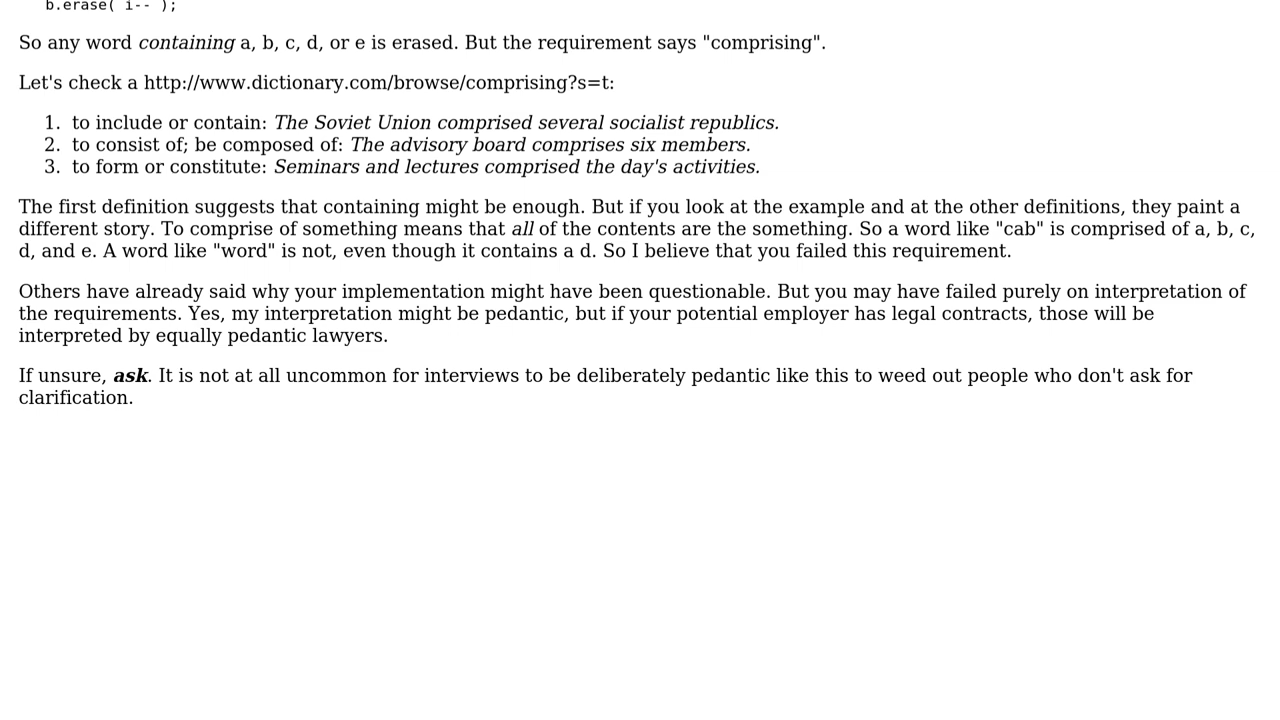 b.erase( i-- );
So any word containing a, b, c, d, or e is erased. But the requirement says "comprising".
Let's check a http://www.dictionary.com/browse/comprising?s=t:
1. to include or contain: The Soviet Union comprised several socialist republics.
2. to consist of; be composed of: The advisory board comprises six members.
3. to form or constitute: Seminars and lectures comprised the day's activities.
The first definition suggests that containing might be enough. But if you look at the example and at the other definitions, they paint a
different story. To comprise of something means that all of the contents are the something. So a word like "cab" is comprised of a, b, c,
d, and e. A word like "word" is not, even though it contains a d. So I believe that you failed this requirement.
Others have already said why your implementation might have been questionable. But you may have failed purely on interpretation of
the requirements. Yes, my interpretation might be pedantic, but if your potential employer has legal contracts, those will be
interpreted by equally pedantic lawyers.
If unsure, ask. It is not at all uncommon for interviews to be deliberately pedantic like this to weed out people who don't ask for
clarification.